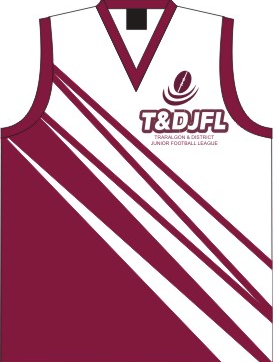 T&DJFL
TRARALGON & DISTRICT
JUNIOR FOOTBALL LEAGUE